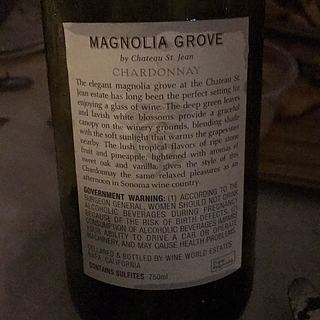 MAGNOLIA GROVE
by Chateau St. Jean
CHARDONNAY
The elegant magnolia grove at the Chateau St.
Jean estate has long been the perfect setting for
enjoying a glass of wine. The deep green leaves
and lavish white blossoms provide a graceful
canopy on the winery grounds, blending shade
with the soft sunlight that warms the grapevines
nearby. The lush tropical flavors of ripe stone
fruit and pineapple, lightened with aromas of
sweet oak and vanilla, gives the style of this
Chardonnay the same relaxed pleasures as an
afternoon in Sonoma wine country.
GOVERNMENT WARNING: (1) ACCORDING TO THE
SURGEON GENERAL, WOMEN SHOULD NOT DRINK
ALCOHOLIC BEVERAGES DURING PREGNANCY
BECAUSE OF THE RISK OF BIRTH DEFECTS. (2)
CONSUMPTION OF ALCOHOLIC BEVERAGES IMPAIRS
YOUR ABILITY TO DRIVE A CAR OR OPERATE
MACHINERY, AND MAY CAUSE HEALTH PROBLEMS.
CELLARED & BOTTLED BY WINE WORLD ESTATES
NAPA, CALIFORNIA
CONTAINS SULFITES 750ml